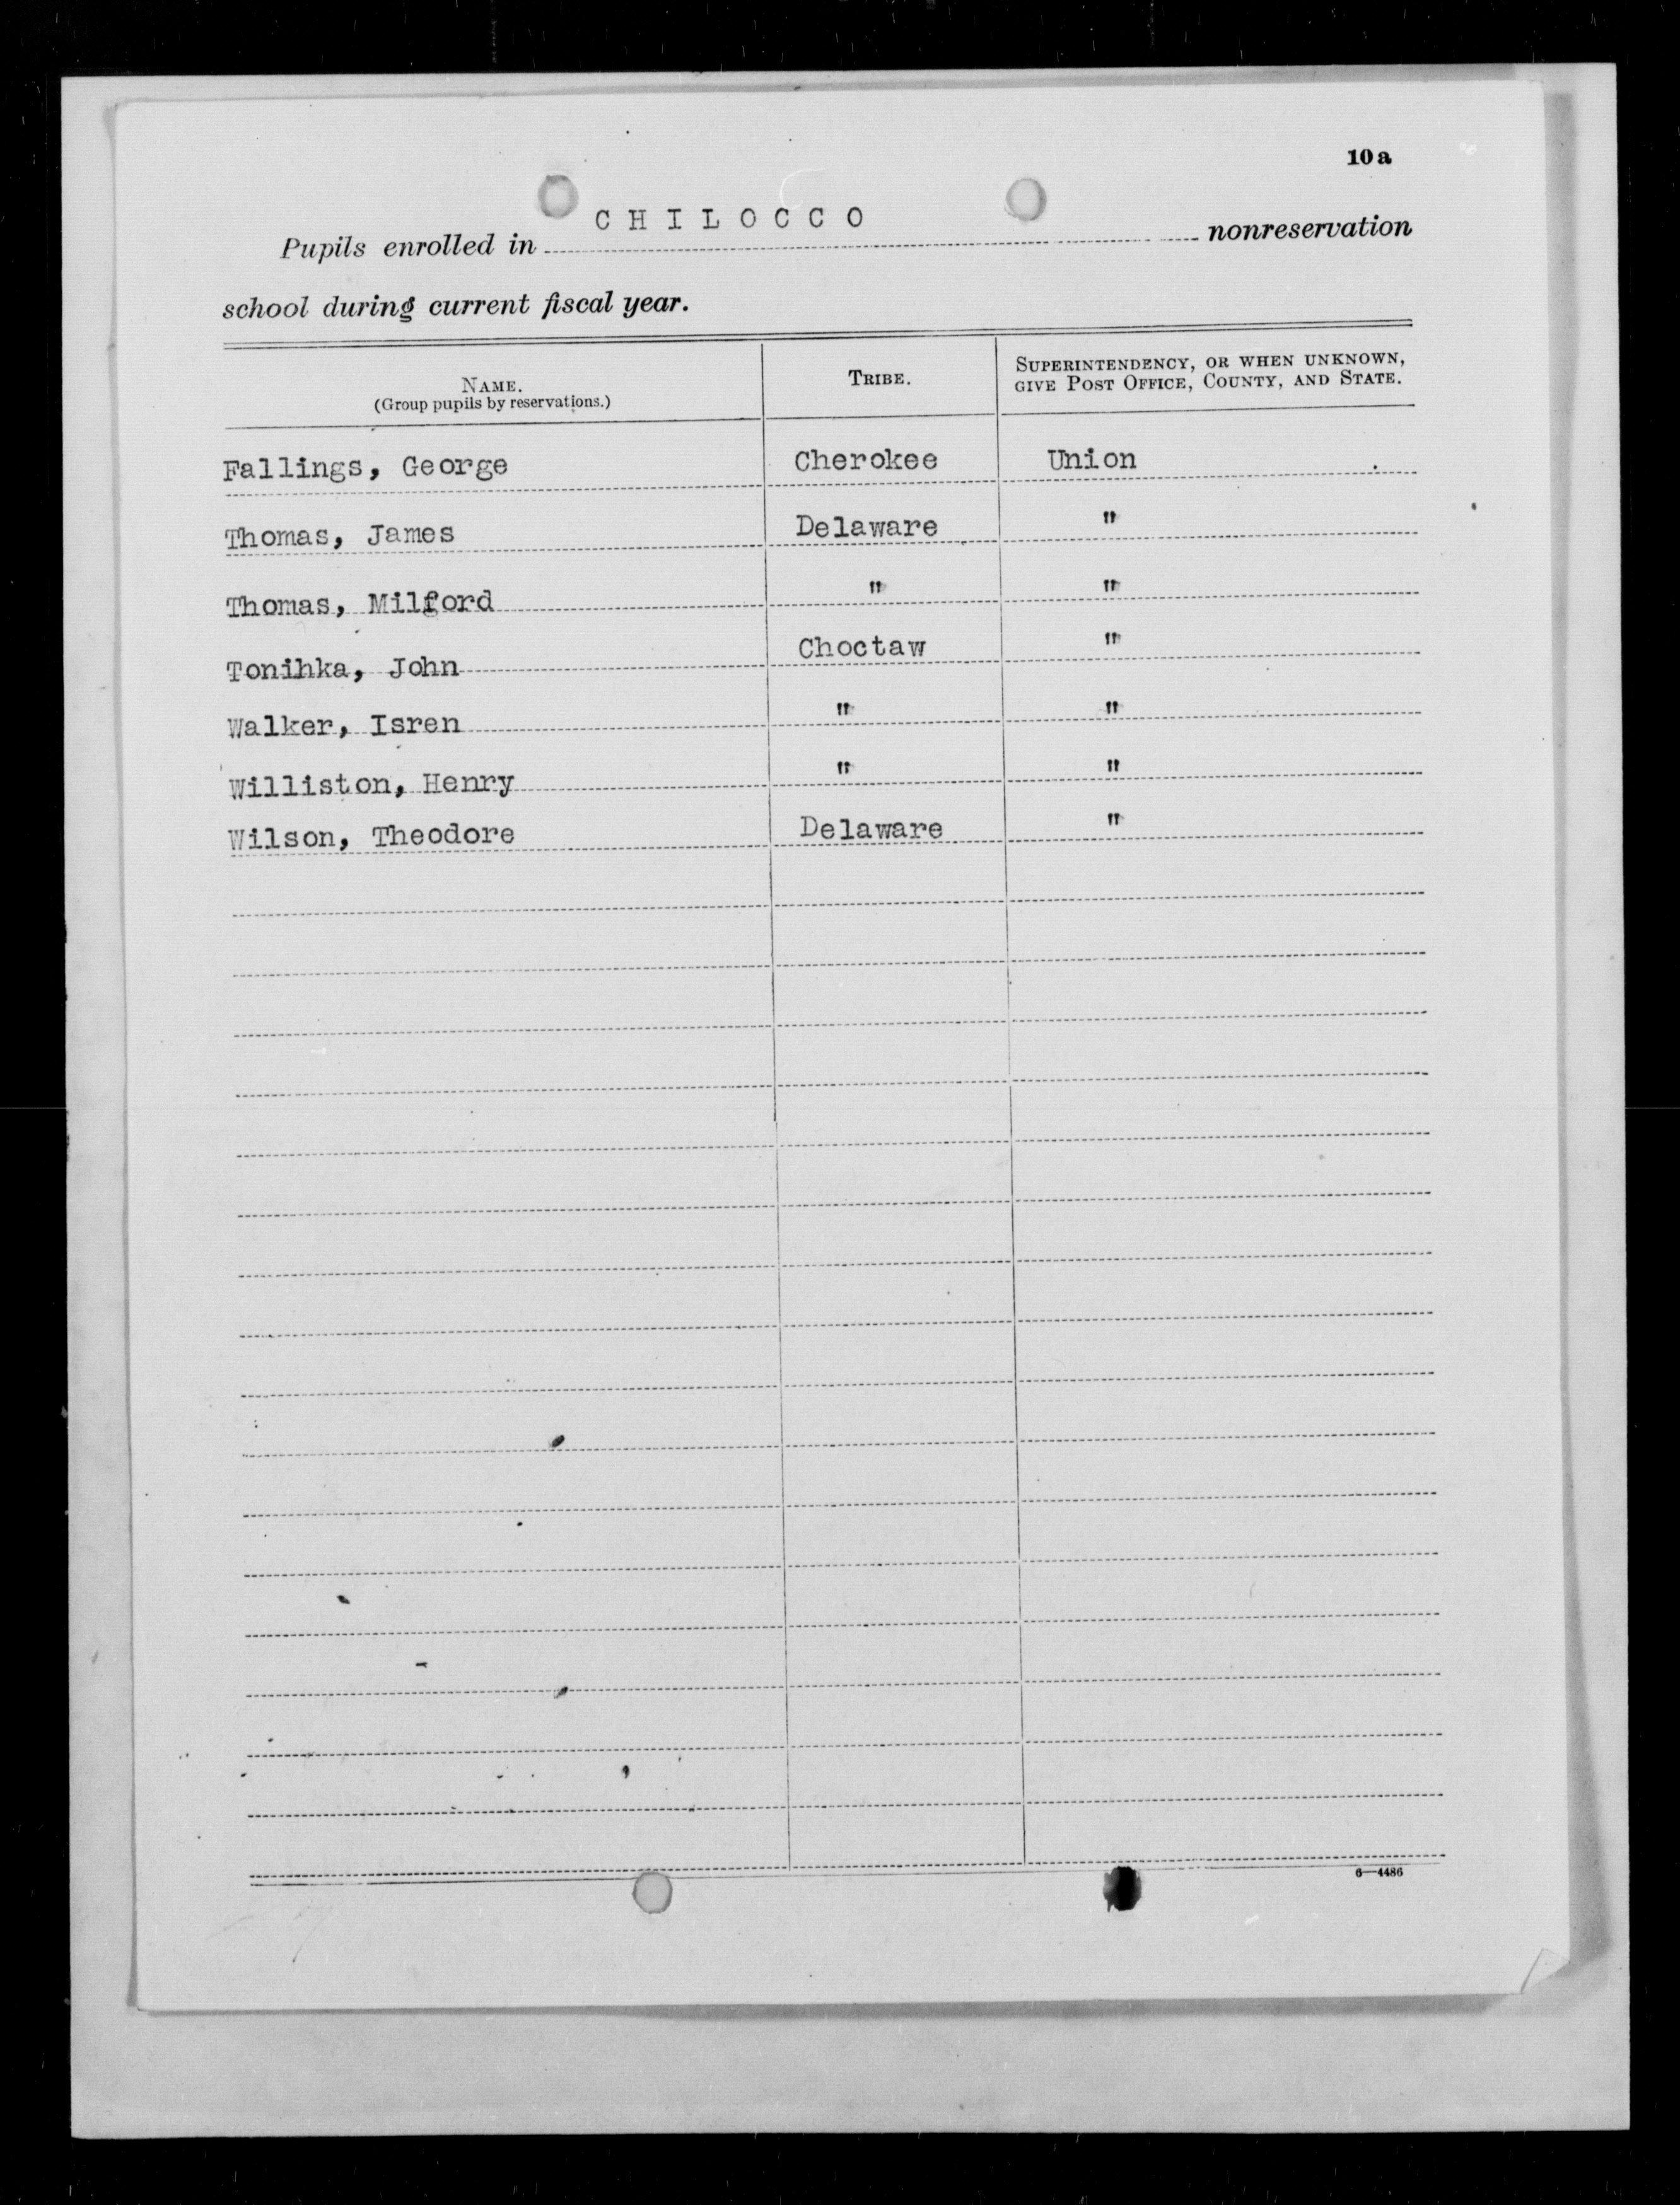 10a
CHILOCCO
Pupils enrolled in nonreservation
school during current fiscal year.
NAME. TRIBE. SUPERINTENDENCY, OR WHEN UNKNOWN,
(Group pupils by reservations.) GIVE POST OFFICE, COUNTY, AND STATE.
Fallings, George Cherokee Union
Thomas, James Delaware "
Thomas, Milford " "
Tonihka, John Choctaw "
Walker, Isren " "
Williston, Henry " "
Wilson, Theodore Delaware "
6—4486